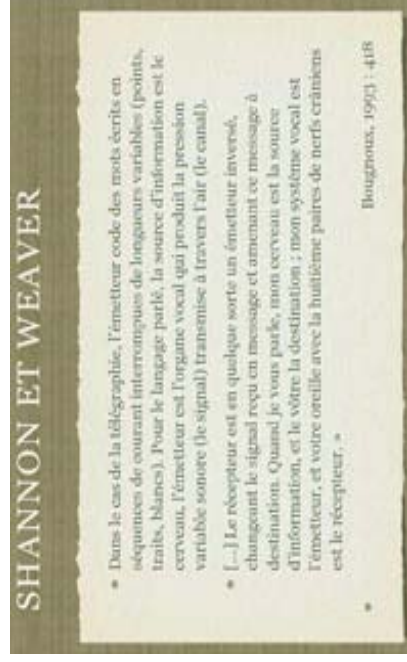 SHANNON ET WEAVER
Dans le cas de la télégraphie, l'émetteur code des mots écrits en
séquences de courant interrompues de longueurs variables (points,
traits, blancs). Pour le langage parlé, la source d'information est le
cerveau, l'émetteur est l'organe vocal qui produit la pression
variable sonore (le signal) transmise à travers l'air (le canal).
[...] Le récepteur est en quelque sorte un émetteur inversé,
changeant le signal reçu en message et amenant ce message à
destination. Quand je vous parle, mon cerveau est la source
d'information, et le vôtre la destination ; mon système vocal est
l'émetteur, et votre oreille avec la huitième paires de nerfs crâniens
est le récepteur. »
Bougnoux, 1993 : 418